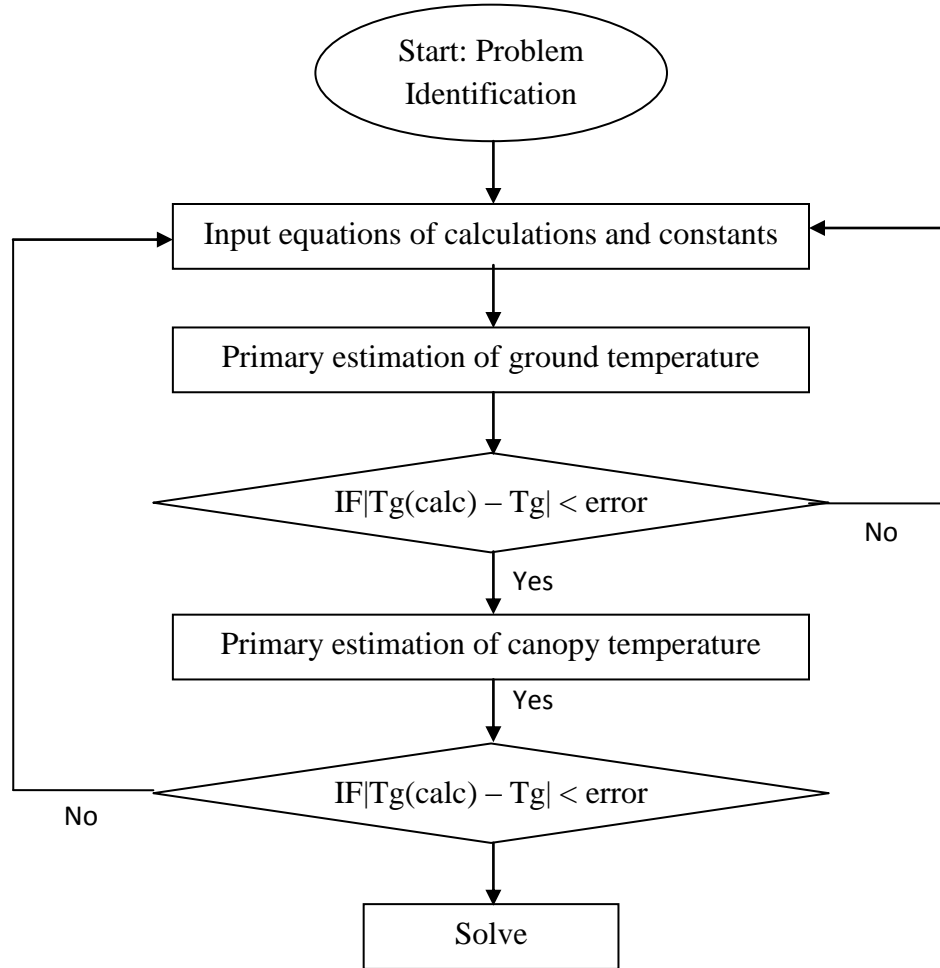 Start: Problem
Identification
Input equations of calculations and constants
Primary estimation of ground temperature
IF|Tg(calc) – Tg| < error
No
Yes
Primary estimation of canopy temperature
Yes
IF|Tg(calc) – Tg| < error
No
Solve